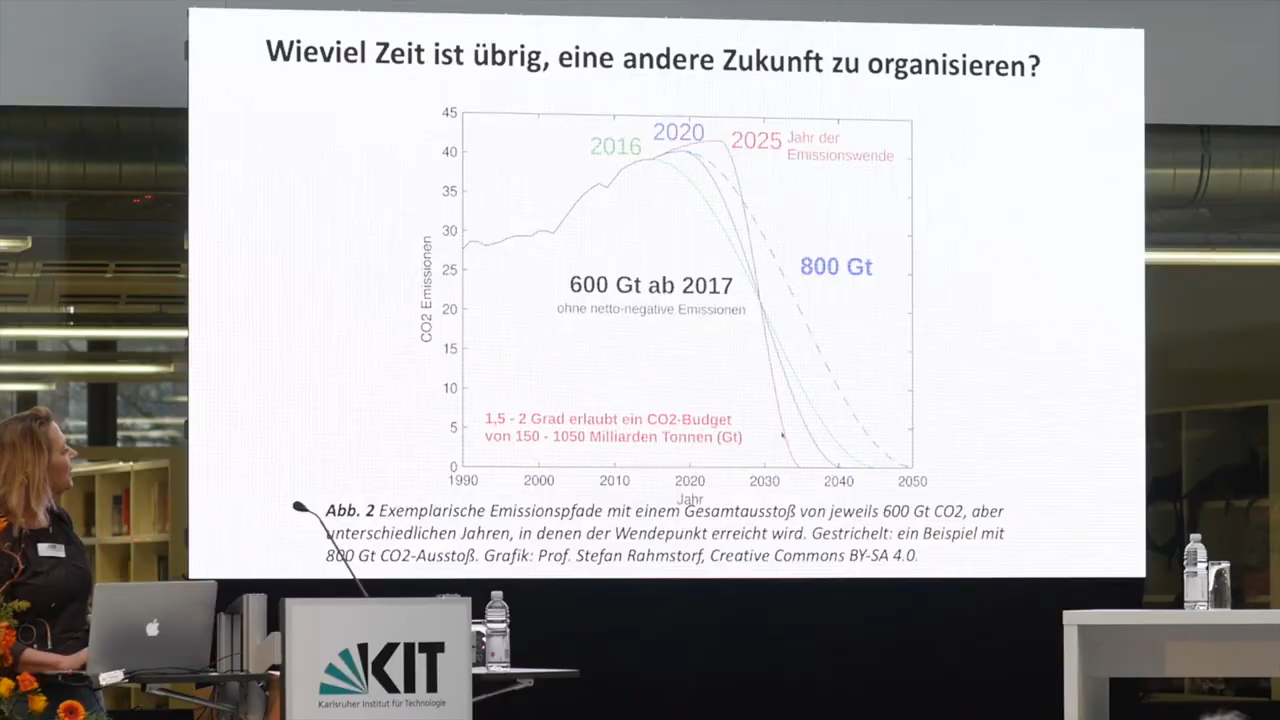 Wieviel Zeit ist übrig, eine andere Zukunft zu organisieren?
45
40
35
30
25
20
15
10
5
0
CO2 Emissionen
2016
2020
2025
Jahr der
Emissionswende
800 Gt
600 Gt ab 2017
ohne netto-negative Emissionen
1,5 - 2 Grad erlaubt ein CO2-Budget
von 150 - 1050 Milliarden Tonnen (Gt)
1990 2000 2010 2020 2030 2040 2050
Jahr
Abb. 2 Exemplarische Emissionspfade mit einem Gesamtausstoß von jeweils 600 Gt CO2, aber
unterschiedlichen Jahren, in denen der Wendepunkt erreicht wird. Gestrichelt: ein Beispiel mit
800 Gt CO2-Ausstoß. Grafik: Prof. Stefan Rahmstorf, Creative Commons BY-SA 4.0.
KIT
Karlsruher Institut für Technologie